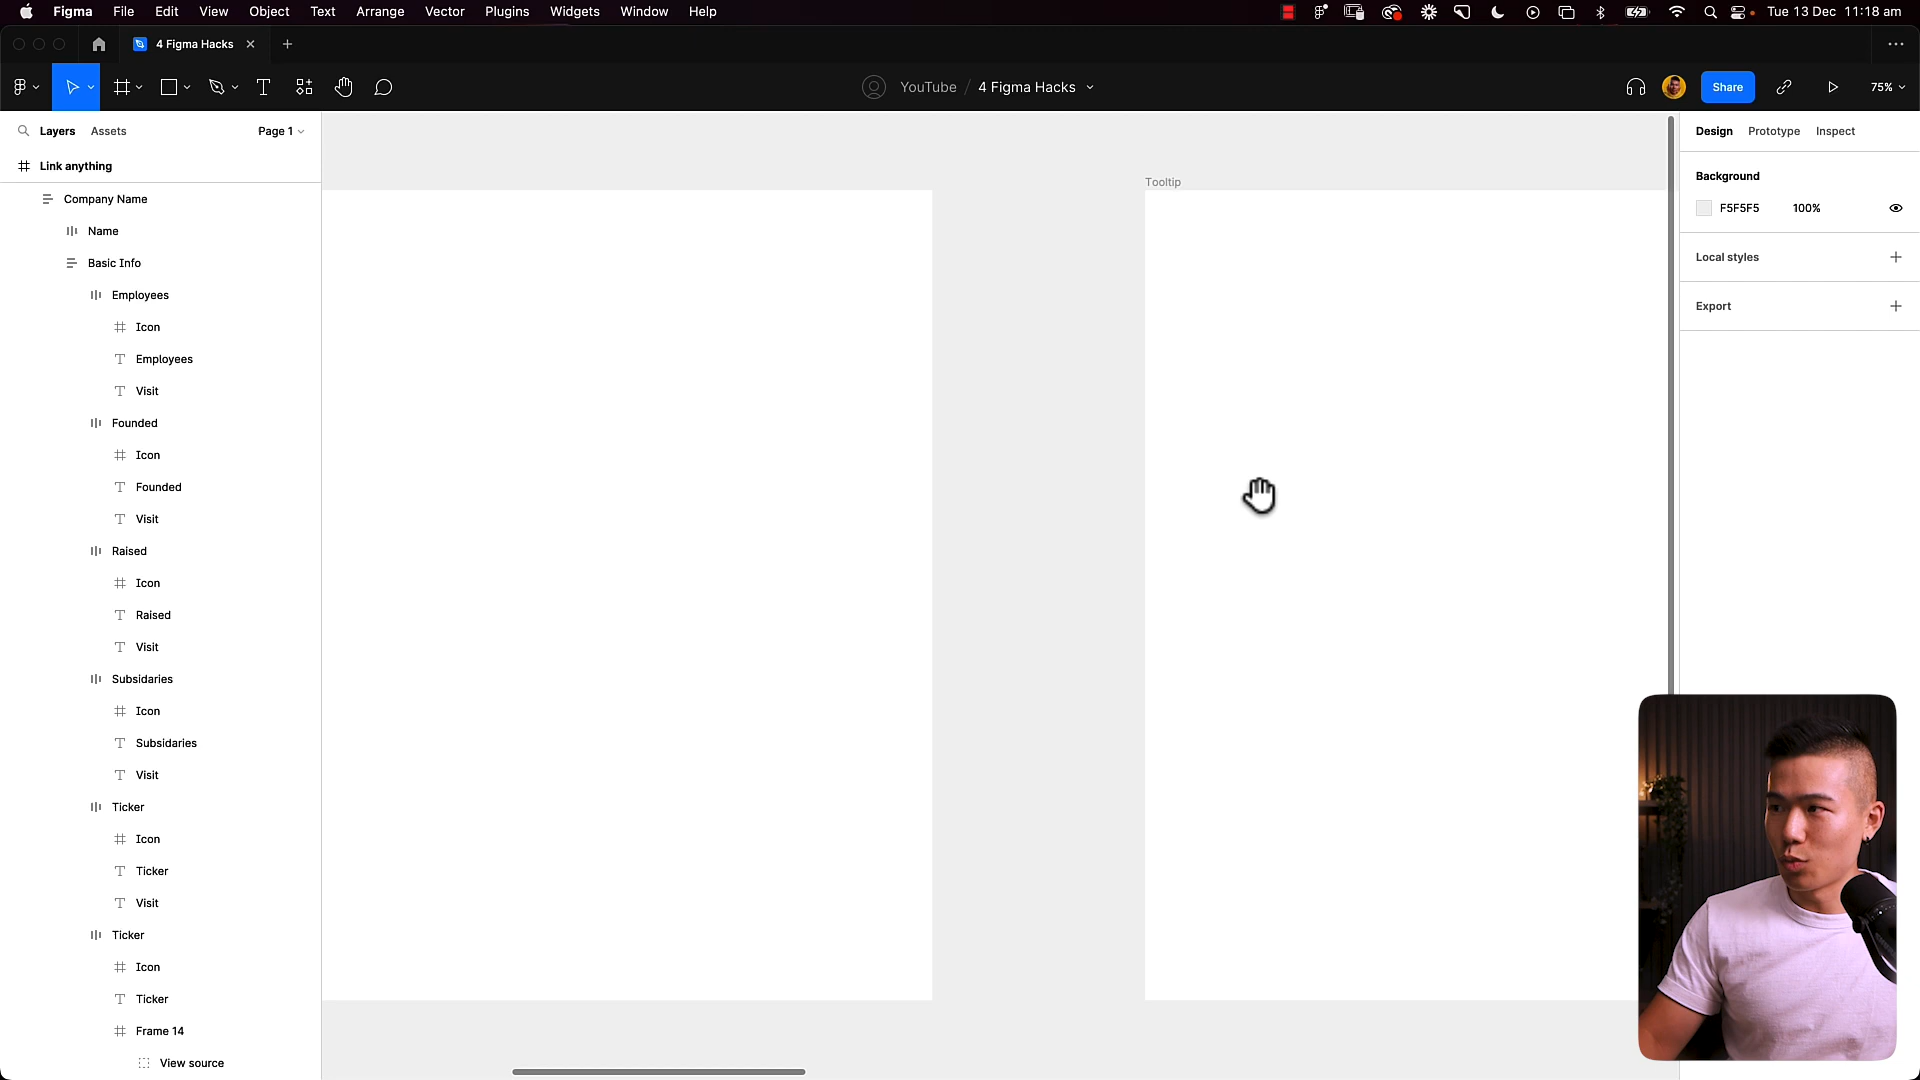 Figma File Edit View Object Text Arrange Vector Plugins Widgets Window Help Tue 13 Dec 11:18 am
4 Figma Hacks
YouTube / 4 Figma Hacks
Share
75%
Layers Assets Page 1
Link anything
Company Name
Name
Basic Info
Employees
Icon
Employees
Visit
Founded
Icon
Founded
Visit
Raised
Icon
Raised
Visit
Subsidaries
Icon
Subsidaries
Visit
Ticker
Icon
Ticker
Visit
Ticker
Icon
Ticker
Frame 14
View source
Tooltip
Design Prototype Inspect
Background
F5F5F5 100%
Local styles
Export